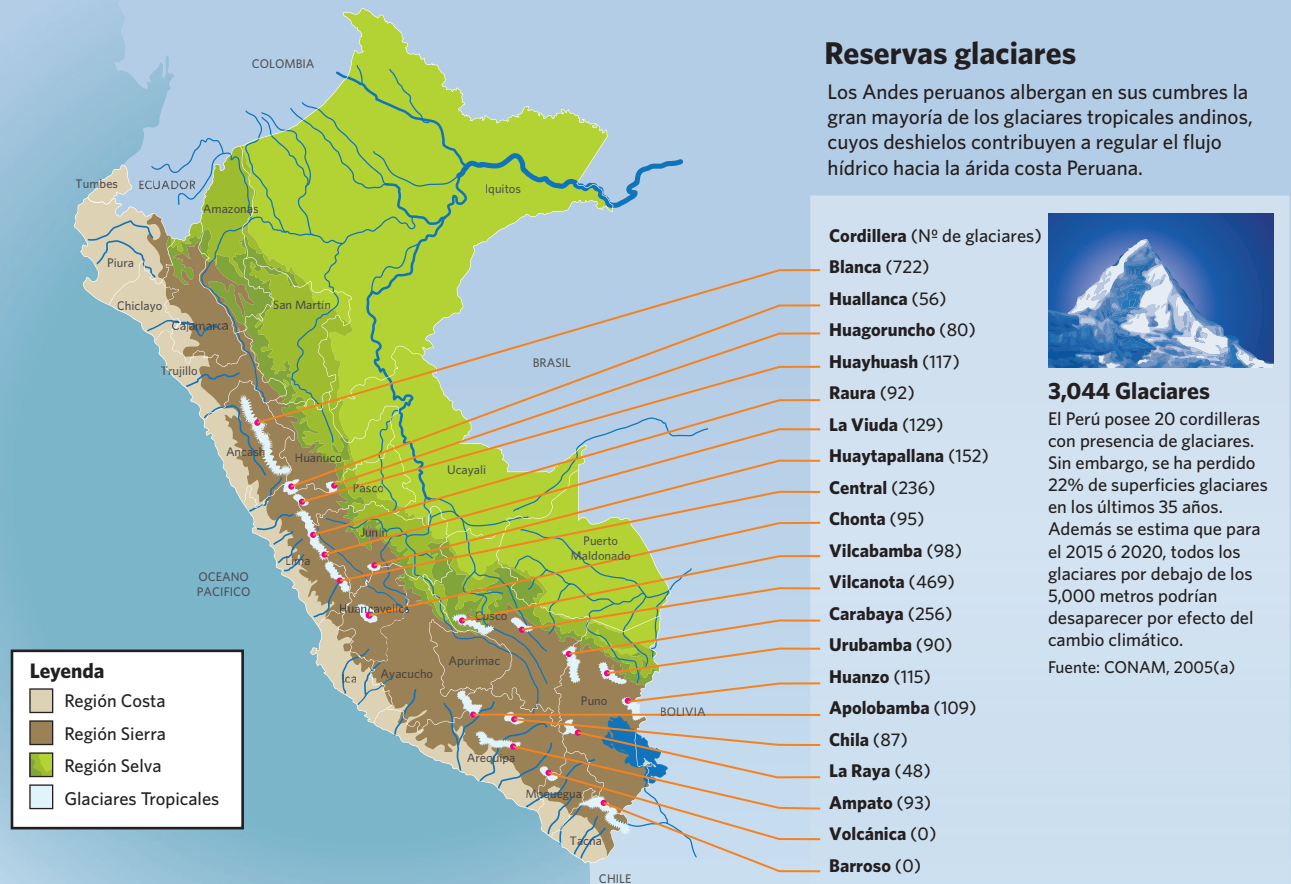 Reservas glaciares
Los Andes peruanos albergan en sus cumbres la
gran mayoría de los glaciares tropicales andinos,
cuyos deshielos contribuyen a regular el flujo
hídrico hacia la árida costa Peruana.
Cordillera (Nº de glaciares)
Blanca (722)
Huallanca (56)
Huagoruncho (80)
Huayhuash (117)
Raura (92)
La Viuda (129)
Huaytapallana (152)
Central (236)
Chonta (95)
Vilcabamba (98)
Vilcanota (469)
Carabaya (256)
Urubamba (90)
Huanzo (115)
Apolobamba (109)
Chila (87)
La Raya (48)
Ampato (93)
Volcánica (0)
Barroso (0)
3,044 Glaciares
El Perú posee 20 cordilleras
con presencia de glaciares.
Sin embargo, se ha perdido
22% de superficies glaciares
en los últimos 35 años.
Además se estima que para
el 2015 ó 2020, todos los
glaciares por debajo de los
5,000 metros podrían
desaparecer por efecto del
cambio climático.
Fuente: CONAM, 2005(a)
COLOMBIA
ECUADOR
Tumbes
Iquitos
Amazonas
Piura
Chiclayo
San Martin
Cajamarca
Trujillo
BRASIL
Ancash
Huanuco
Ucayali
Pasco
Junin
Puerto
Maldonado
Lima
OCEANO
PACIFICO
Huancavelica
Cusco
Apurimac
Ayacucho
Ica
Puno
BOLIVIA
Arequipa
Moquegua
Tacna
CHILE
Leyenda
Región Costa
Región Sierra
Región Selva
Glaciares Tropicales